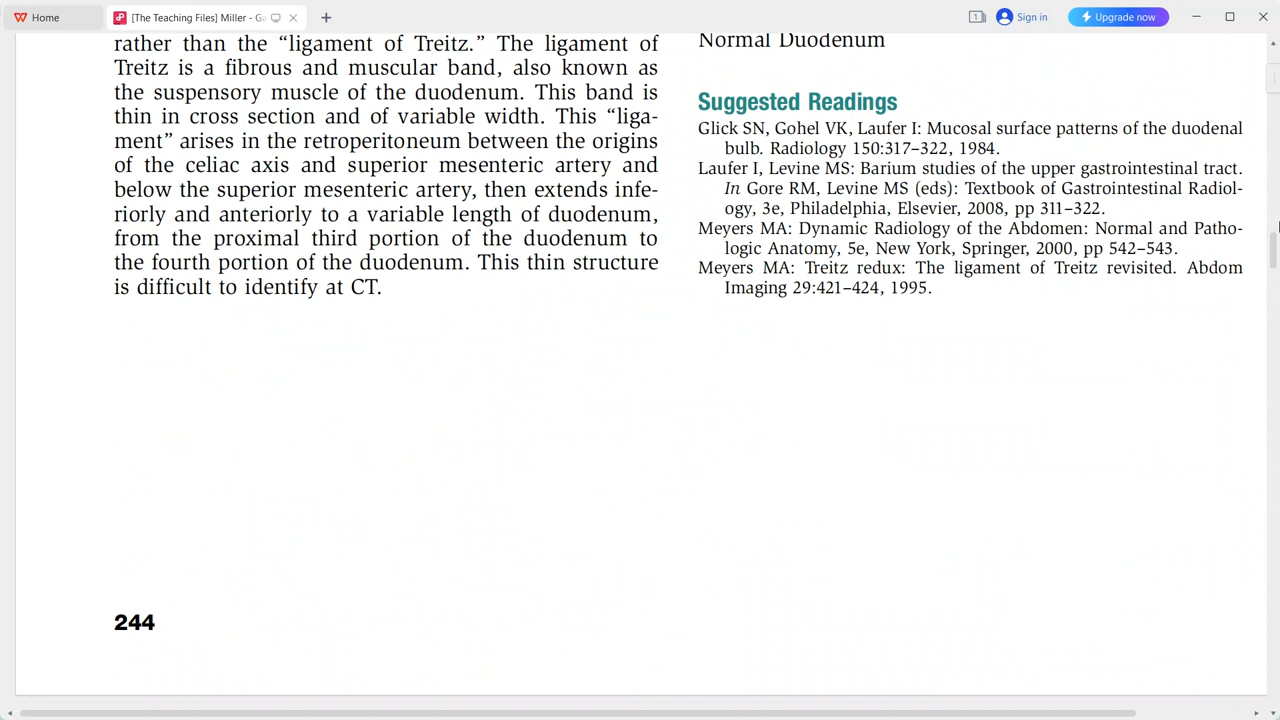 Home
[The Teaching Files] Miller - Ga
1
Sign in
Upgrade now
rather than the “ligament of Treitz.” The ligament of
Treitz is a fibrous and muscular band, also known as
the suspensory muscle of the duodenum. This band is
thin in cross section and of variable width. This “liga-
ment” arises in the retroperitoneum between the origins
of the celiac axis and superior mesenteric artery and
below the superior mesenteric artery, then extends infe-
riorly and anteriorly to a variable length of duodenum,
from the proximal third portion of the duodenum to
the fourth portion of the duodenum. This thin structure
is difficult to identify at CT.
Normal Duodenum
Suggested Readings
Glick SN, Gohel VK, Laufer I: Mucosal surface patterns of the duodenal
bulb. Radiology 150:317–322, 1984.
Laufer I, Levine MS: Barium studies of the upper gastrointestinal tract.
In Gore RM, Levine MS (eds): Textbook of Gastrointestinal Radiol-
ogy, 3e, Philadelphia, Elsevier, 2008, pp 311–322.
Meyers MA: Dynamic Radiology of the Abdomen: Normal and Patho-
logic Anatomy, 5e, New York, Springer, 2000, pp 542–543.
Meyers MA: Treitz redux: The ligament of Treitz revisited. Abdom
Imaging 29:421–424, 1995.
244